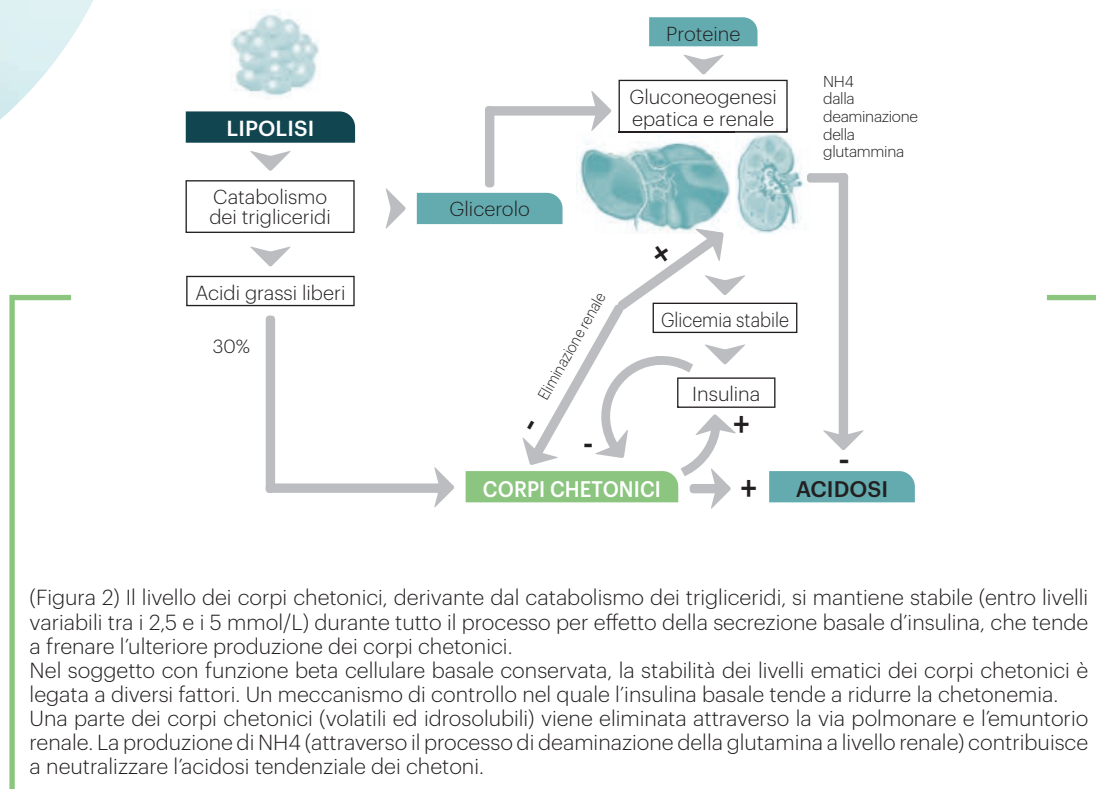 Proteine
LIPOLISI
Gluconeogenesi
epatica e renale
NH4
dalla
deaminazione
della
glutammina
Catabolismo
dei trigliceridi
Glicerolo
+
Acidi grassi liberi
30%
Eliminazione renale
Glicemia stabile
Insulina
-
-
+
-
CORPI CHETONICI
+
ACIDOSI
(Figura 2) Il livello dei corpi chetonici, derivante dal catabolismo dei trigliceridi, si mantiene stabile (entro livelli
variabili tra i 2,5 e i 5 mmol/L) durante tutto il processo per effetto della secrezione basale d'insulina, che tende
a frenare l'ulteriore produzione dei corpi chetonici.
Nel soggetto con funzione beta cellulare basale conservata, la stabilità dei livelli ematici dei corpi chetonici è
legata a diversi fattori. Un meccanismo di controllo nel quale l'insulina basale tende a ridurre la chetonemia.
Una parte dei corpi chetonici (volatili ed idrosolubili) viene eliminata attraverso la via polmonare e l'emuntorio
renale. La produzione di NH4 (attraverso il processo di deaminazione della glutamina a livello renale) contribuisce
a neutralizzare l'acidosi tendenziale dei chetoni.